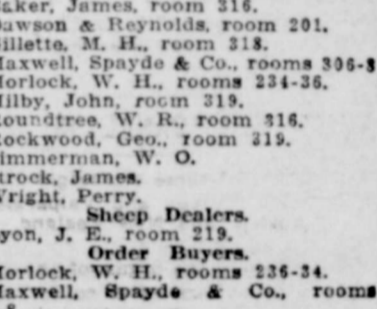 aker, James, room 316.
awson & Reynolds, room 201.
illette, M. H., room 318.
axwell, Spayde & Co., rooms 306-8
orlock, W. H., rooms 234-36.
ilby, John, room 319.
oundtree, W. R., room 316.
ockwood, Geo., room 319.
immerman, W. O.
trock, James.
right, Perry.
Sheep Dealers.
yon, J. E., room 219.
Order Buyers.
orlock, W. H., rooms 236-34.
axwell, Spayde & Co., rooms